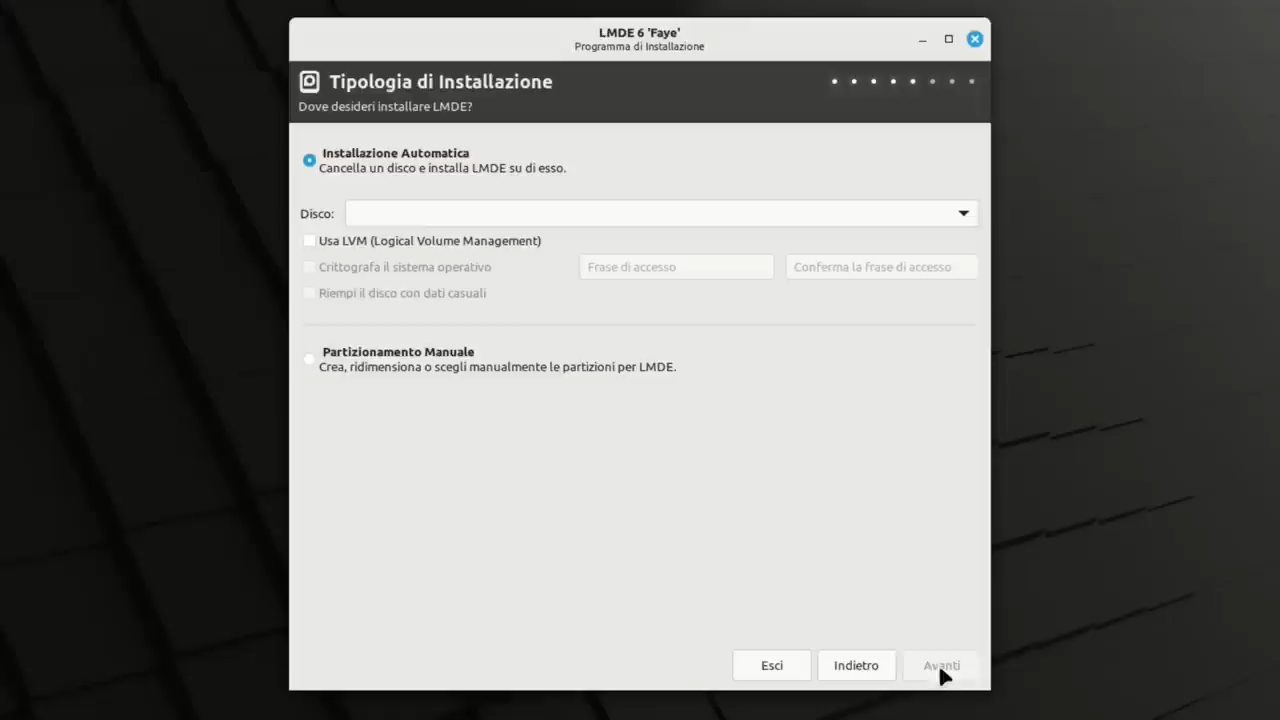 LMDE 6 'Faye'
Programma di Installazione
Tipologia di Installazione
Dove desideri installare LMDE?
Installazione Automatica
Cancella un disco e installa LMDE su di esso.
Disco:
Usa LVM (Logical Volume Management)
Crittografa il sistema operativo
Frase di accesso
Conferma la frase di accesso
Riempi il disco con dati casuali
Partizionamento Manuale
Crea, ridimensiona o scegli manualmente le partizioni per LMDE.
Esci
Indietro
Avanti